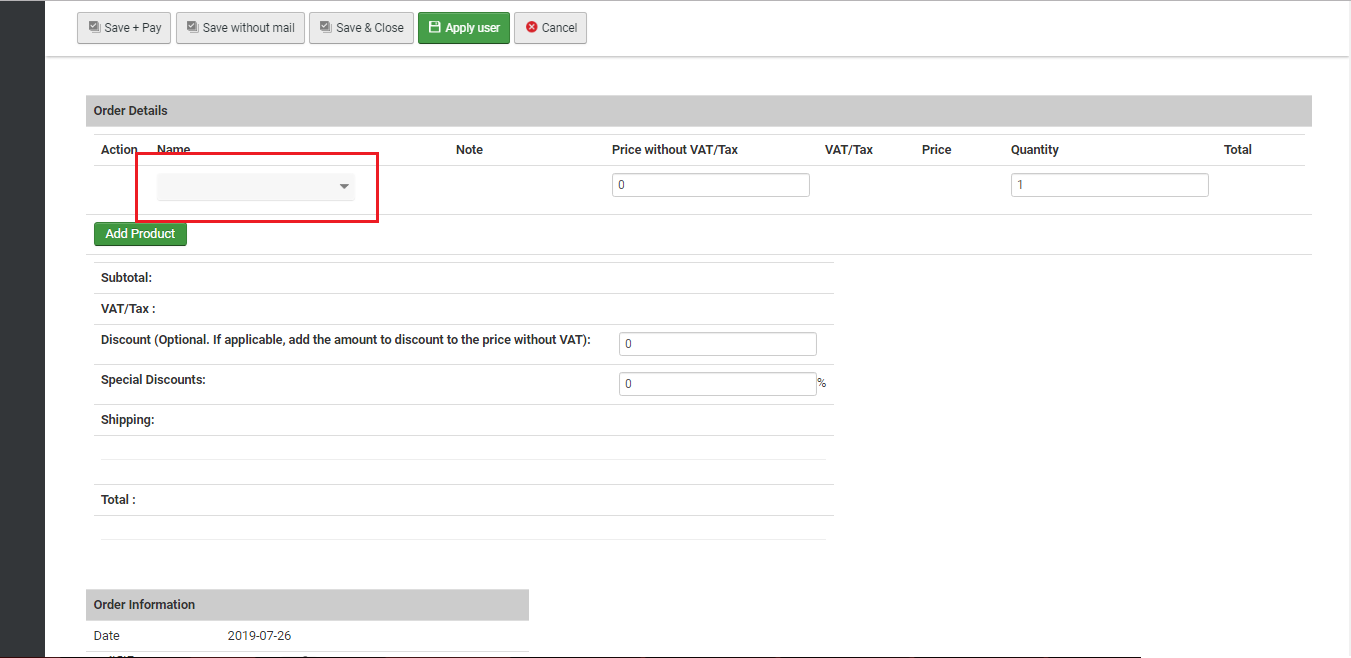 Save + Pay Save without mail Save & Close Apply user Cancel
Order Details
Action Name Note Price without VAT/Tax VAT/Tax Price Quantity Total
0 1
Add Product
Subtotal:
VAT/Tax :
Discount (Optional. If applicable, add the amount to discount to the price without VAT): 0
Special Discounts: 0 %
Shipping:
Total :
Order Information
Date 2019-07-26